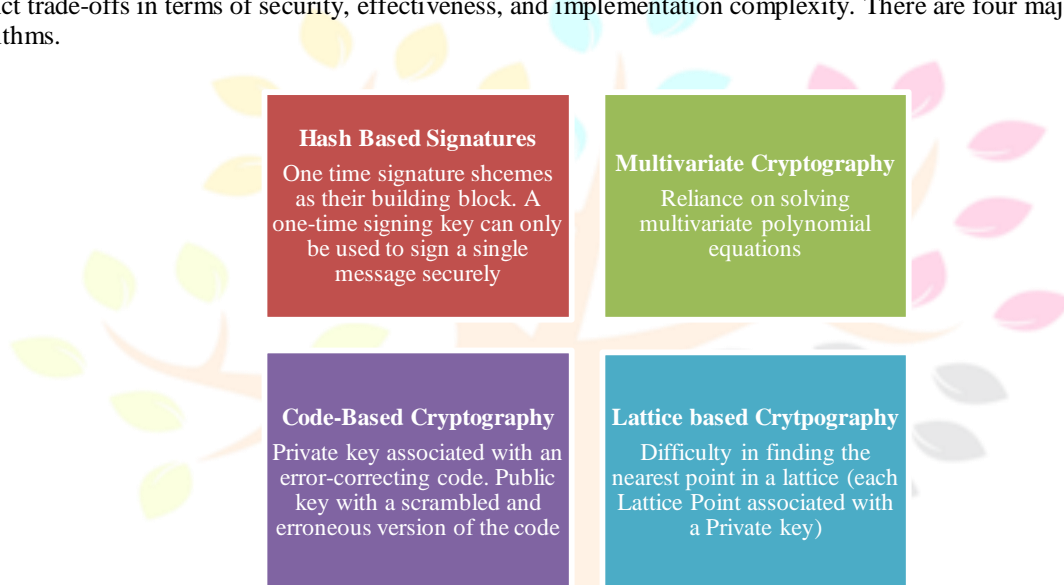 ct trade-offs in terms of security, effectiveness, and implementation complexity. There are four maj
ithms.
Hash Based Signatures
One time signature shcemes
as their building block. A
one-time signing key can only
be used to sign a single
message securely
Multivariate Cryptography
Reliance on solving
multivariate polynomial
equations
Code-Based Cryptography
Private key associated with an
error-correcting code. Public
key with a scrambled and
erroneous version of the code
Lattice based Crytpography
Difficulty in finding the
nearest point in a lattice (each
Lattice Point associated with
a Private key)